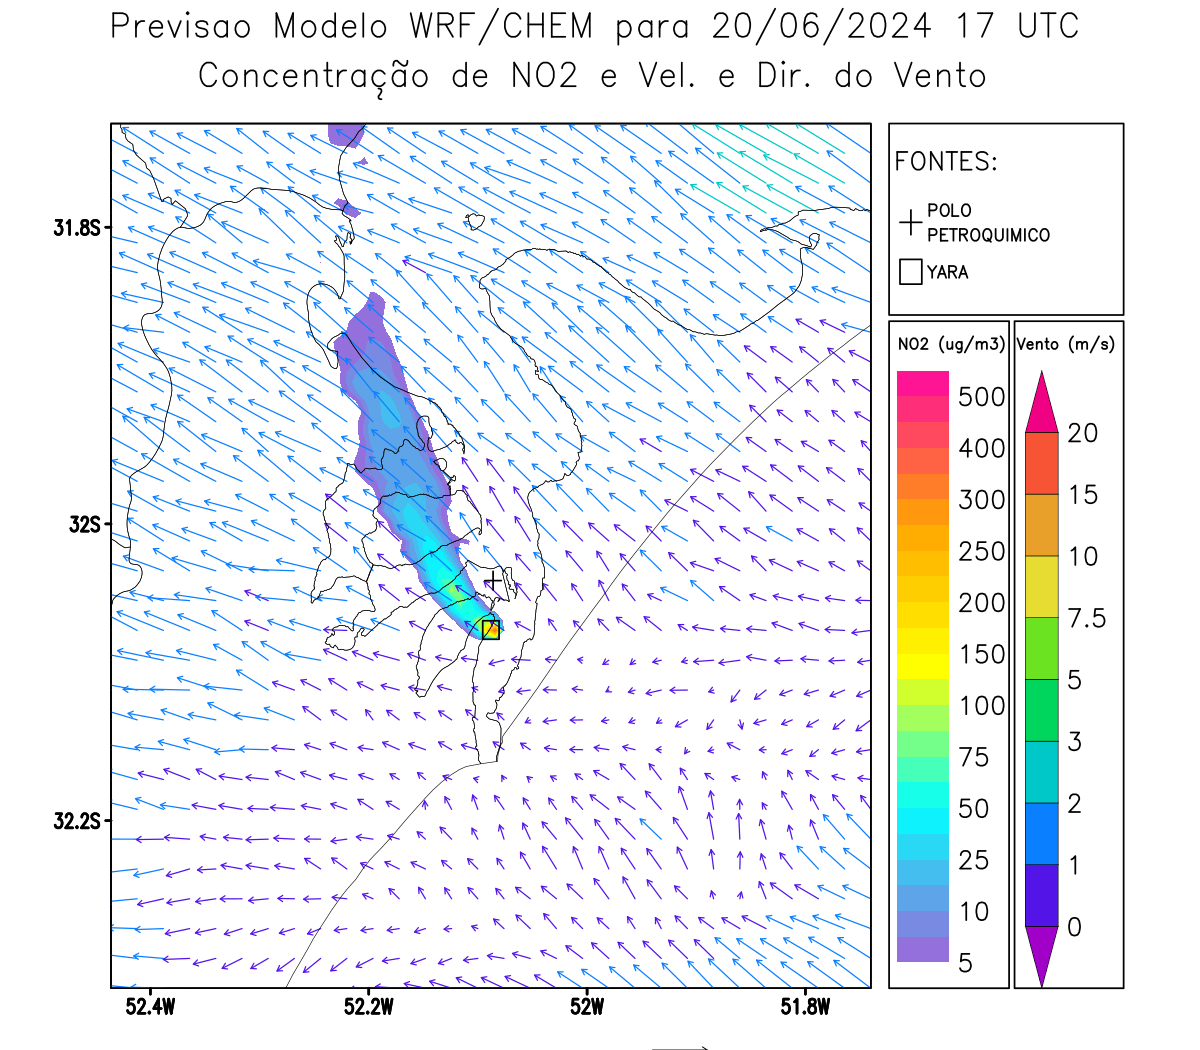 Previsao Modelo WRF/CHEM para 20/06/2024 17 UTC
Concentração de NO2 e Vel. e Dir. do Vento
FONTES:
POLO
PETROQUIMICO
YARA
NO2 (ug/m3)
500
400
300
250
200
150
100
75
50
25
10
5
Vento (m/s)
20
15
10
7.5
5
3
2
1
0
31.8S
32S
32.2S
52.4W
52.2W
52W
51.8W